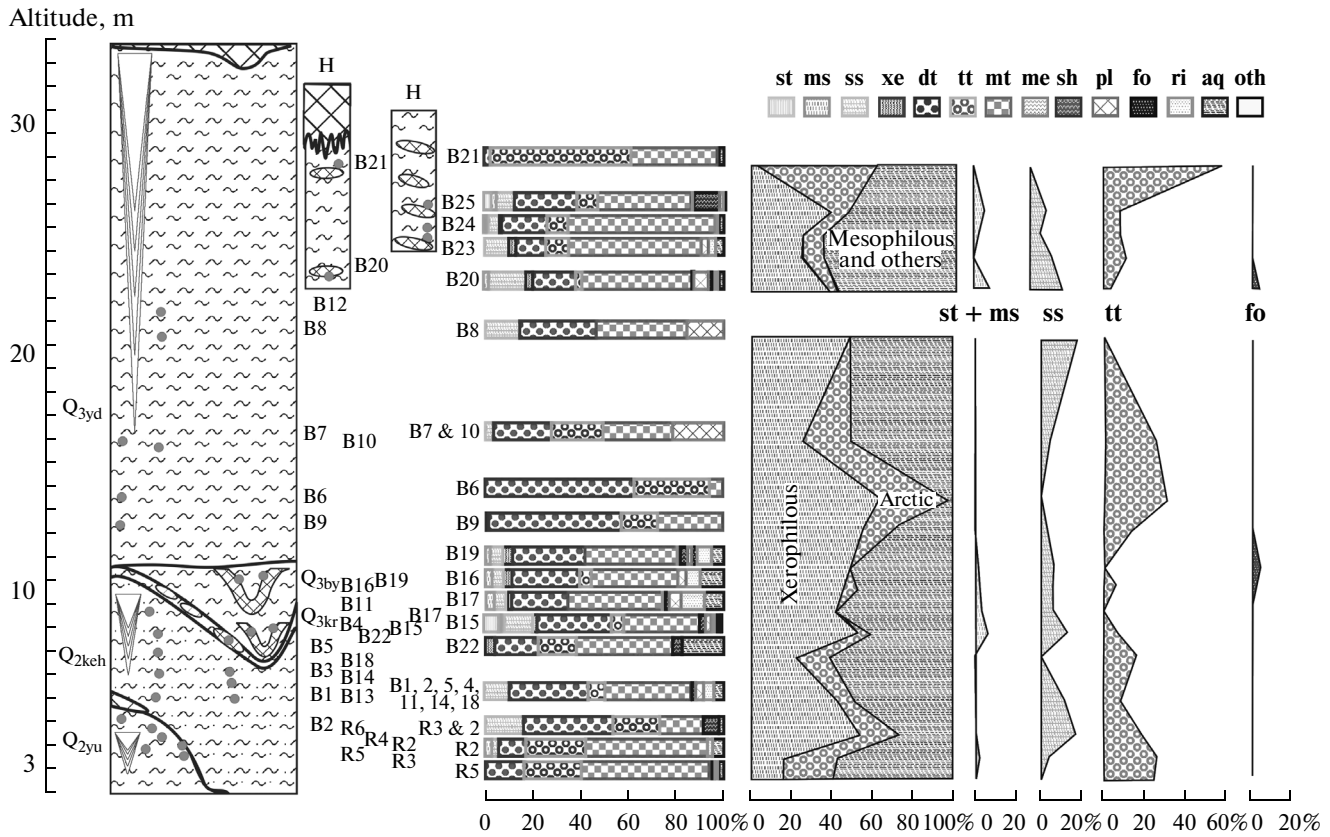 Altitude, m
H
H
st ms ss xe dt tt mt me sh pl fo ri aq oth
30
B21
B21
B25
B24
B23
Mesophilous
and others
B20
B20
B12
B8
B8
st + ms ss tt fo
20
Q3yd
B7 B10
B7 & 10
B6
B6
Arctic
B9
B9
Xerophilous
B19
10
Q3by B16 B19
B16
B11
B17
Q3kr B4 B15 B17
B15
B22
B5
B22
Q2keh
B18
B3 B14
B1 B13
B1, 2, 5, 4,
11, 14, 18
B2 R6
R3 & 2
Q2yu
R4 R2
R2
R5 R3
R5
3
0 20 40 60 80 100% 0 20 40 60 80 100% 0 20 0 20% 0 20 40 60% 0 20%